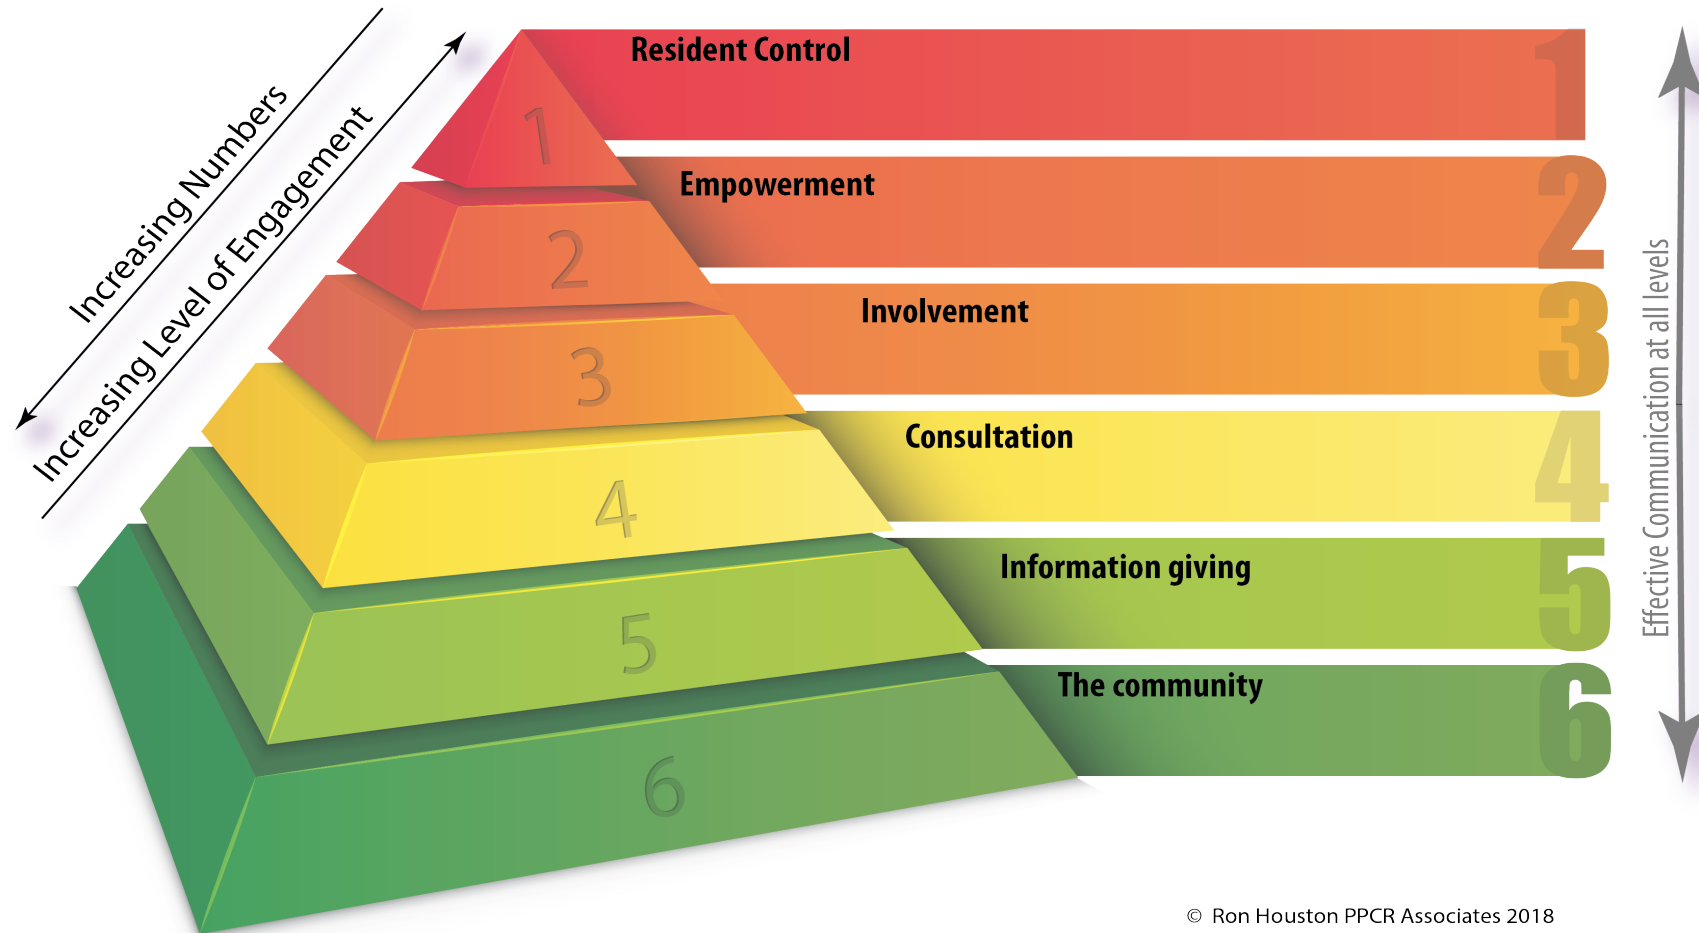 Increasing Numbers
Increasing Level of Engagement
1
Resident Control
1
2
Empowerment
2
3
Involvement
3
4
Consultation
4
5
Information giving
5
6
The community
6
Effective Communication at all levels
© Ron Houston PPCR Associates 2018